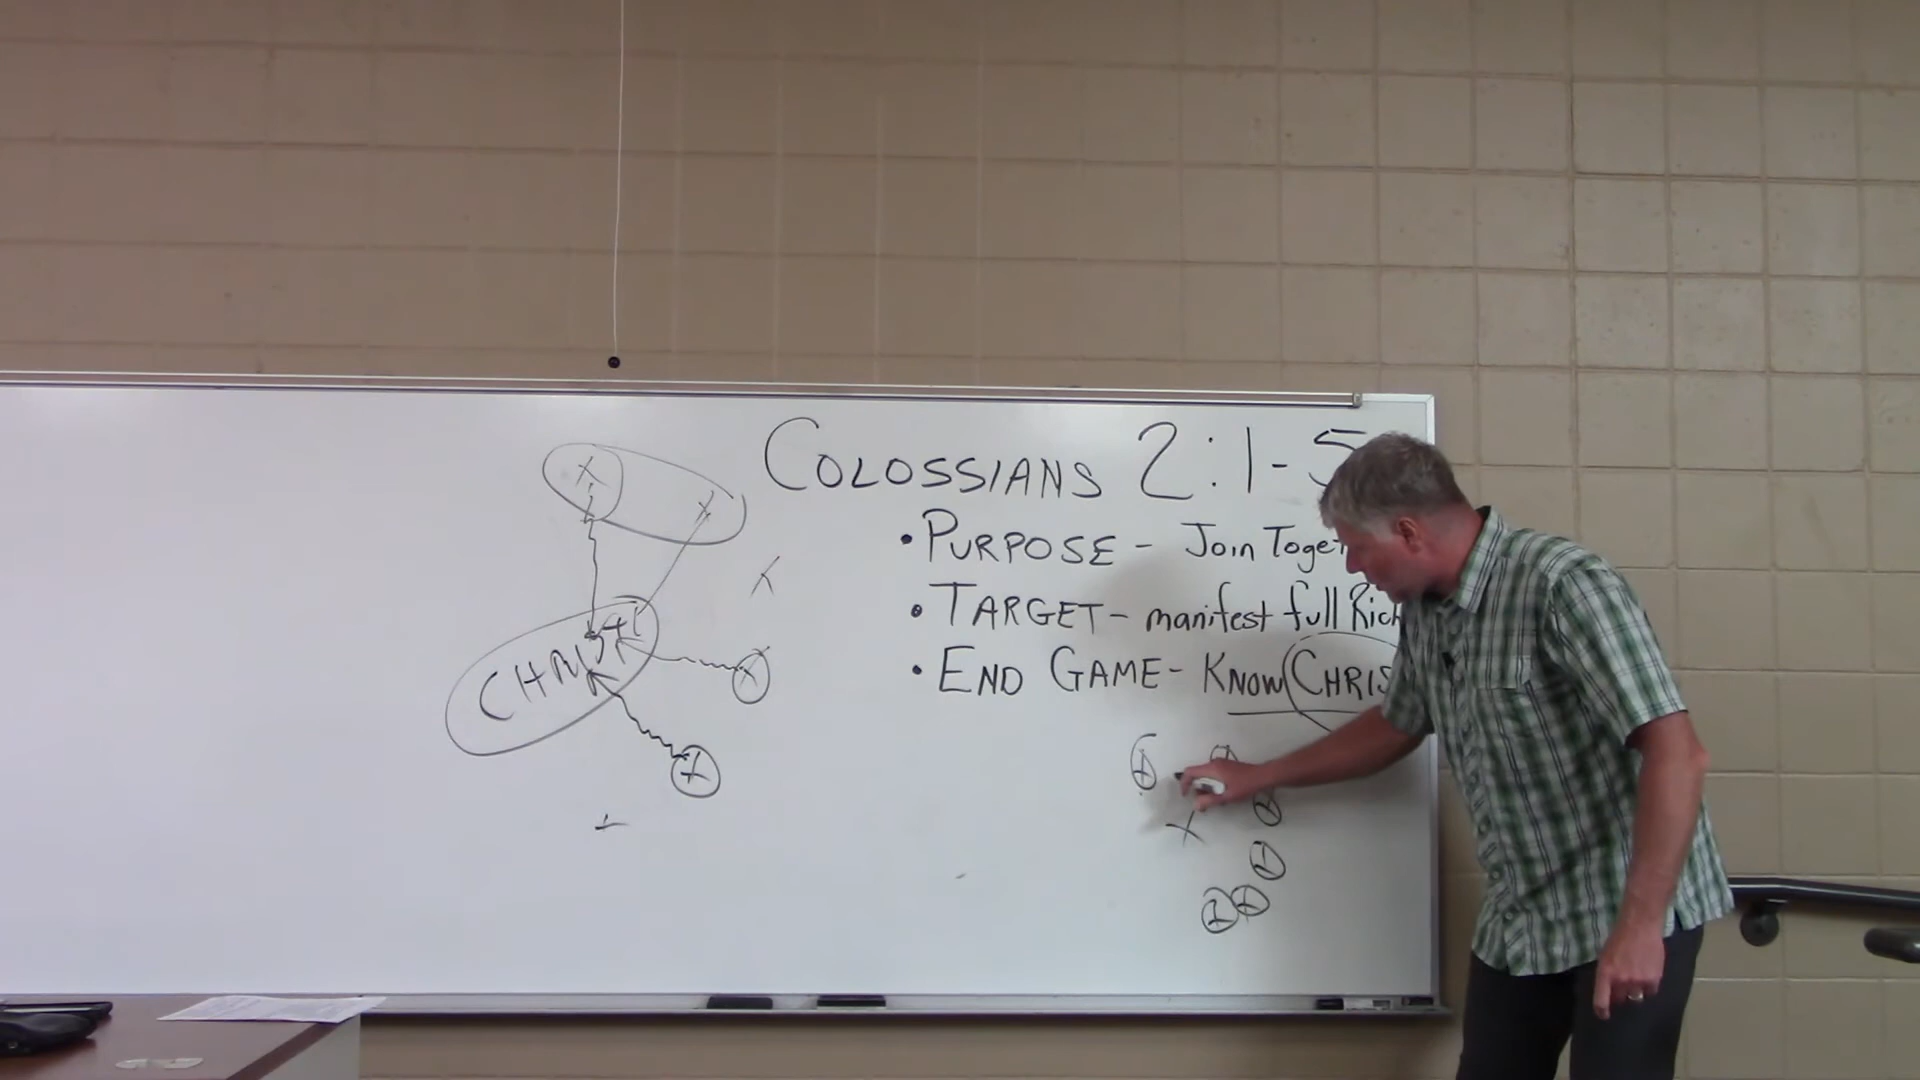 COLOSSIANS 2:1-5
• PURPOSE - JOIN TOGET
• TARGET - manifest full RICH
• END GAME - KNOW CHRIS
CHRIST
X
X
X
X
X
X